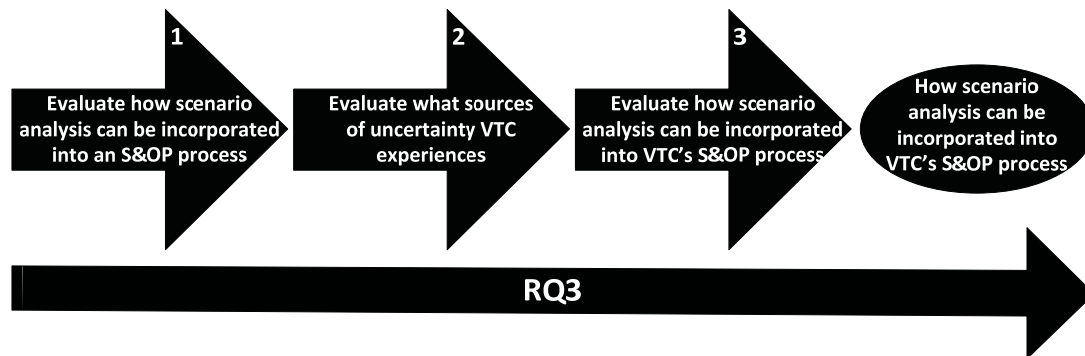 1
Evaluate how scenario
analysis can be incorporated
into an S&OP process
2
Evaluate what sources
of uncertainty VTC
experiences
3
Evaluate how scenario
analysis can be incorporated
into VTC's S&OP process
How scenario
analysis can be
incorporated into
VTC's S&OP process
RQ3